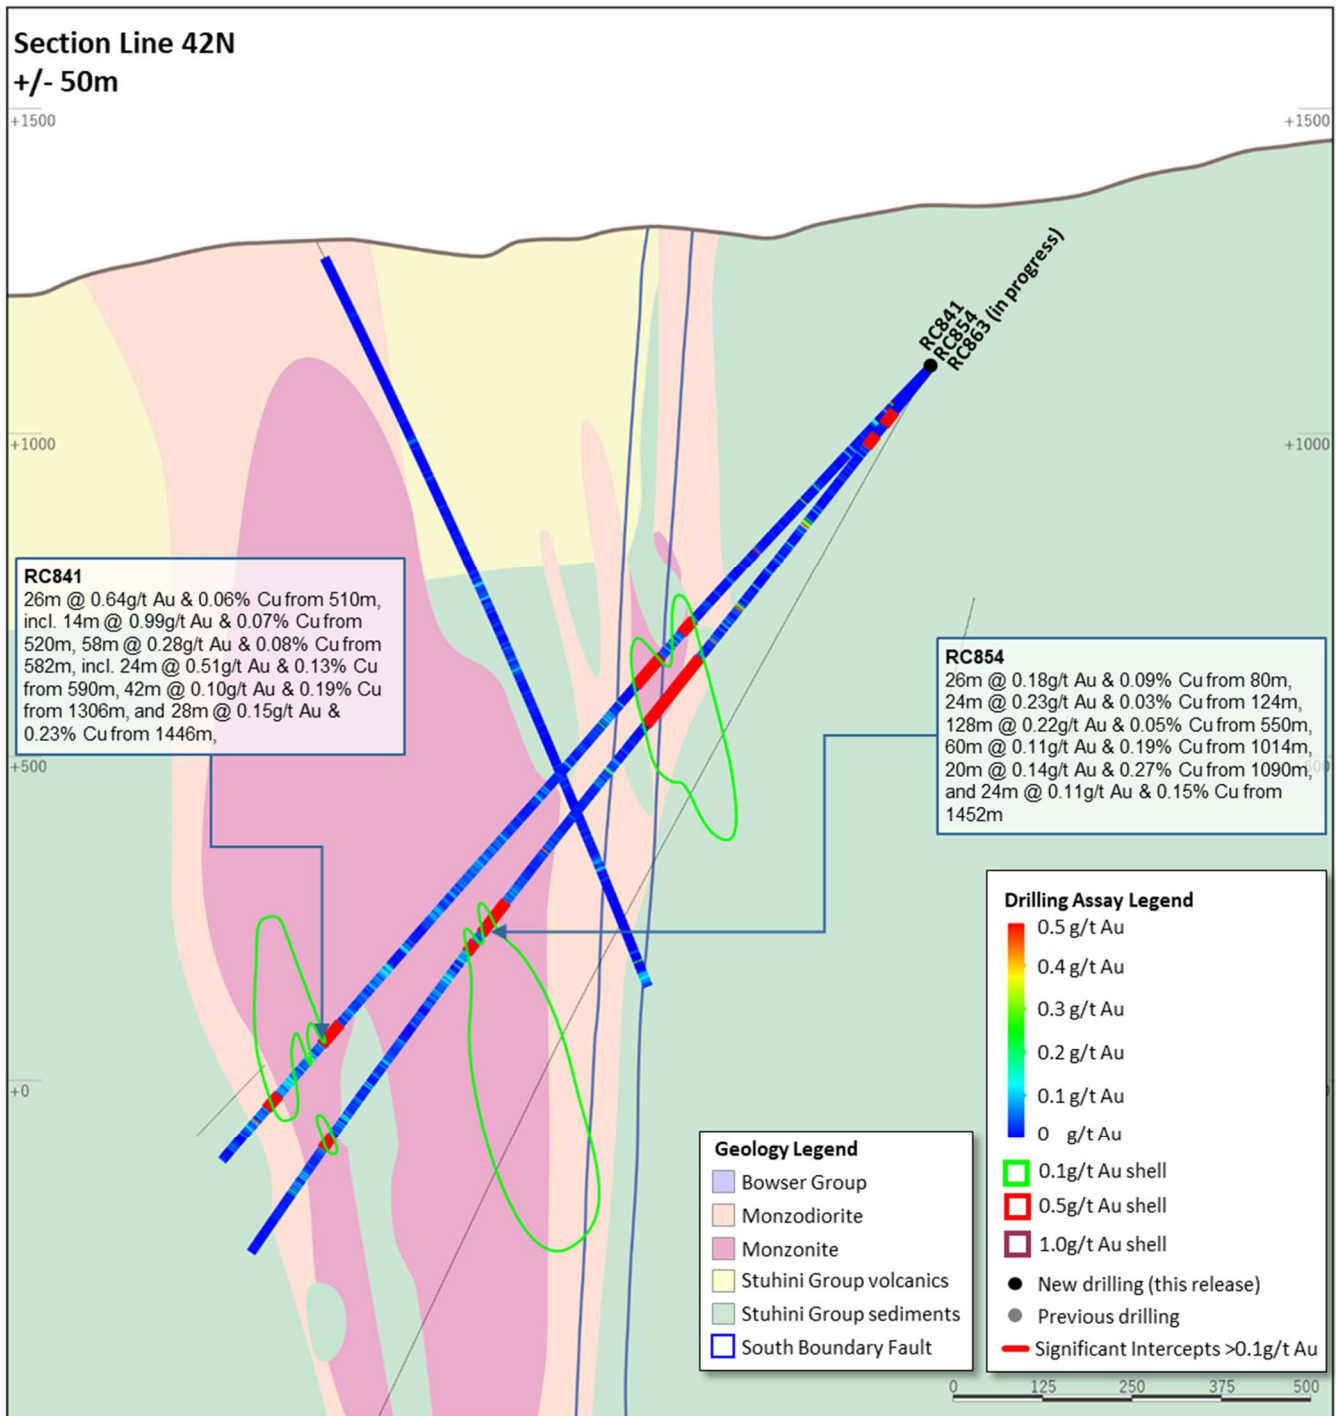 Section Line 42N
+/- 50m
+1500
+1500
RC841
RC854
RC863 (in progress)
+1000
+1000
RC841
26m @ 0.64g/t Au & 0.06% Cu from 510m,
incl. 14m @ 0.99g/t Au & 0.07% Cu from
520m, 58m @ 0.28g/t Au & 0.08% Cu from
582m, incl. 24m @ 0.51g/t Au & 0.13% Cu
from 590m, 42m @ 0.10g/t Au & 0.19% Cu
from 1306m, and 28m @ 0.15g/t Au &
0.23% Cu from 1446m,
RC854
26m @ 0.18g/t Au & 0.09% Cu from 80m,
24m @ 0.23g/t Au & 0.03% Cu from 124m,
128m @ 0.22g/t Au & 0.05% Cu from 550m,
60m @ 0.11g/t Au & 0.19% Cu from 1014m,
20m @ 0.14g/t Au & 0.27% Cu from 1090m,
and 24m @ 0.11g/t Au & 0.15% Cu from
1452m
+500
+0
Drilling Assay Legend
0.5 g/t Au
0.4 g/t Au
0.3 g/t Au
0.2 g/t Au
0.1 g/t Au
0 g/t Au
0.1g/t Au shell
0.5g/t Au shell
1.0g/t Au shell
New drilling (this release)
Previous drilling
Significant Intercepts >0.1g/t Au
Geology Legend
Bowser Group
Monzodiorite
Monzonite
Stuhini Group volcanics
Stuhini Group sediments
South Boundary Fault
0 125 250 375 500